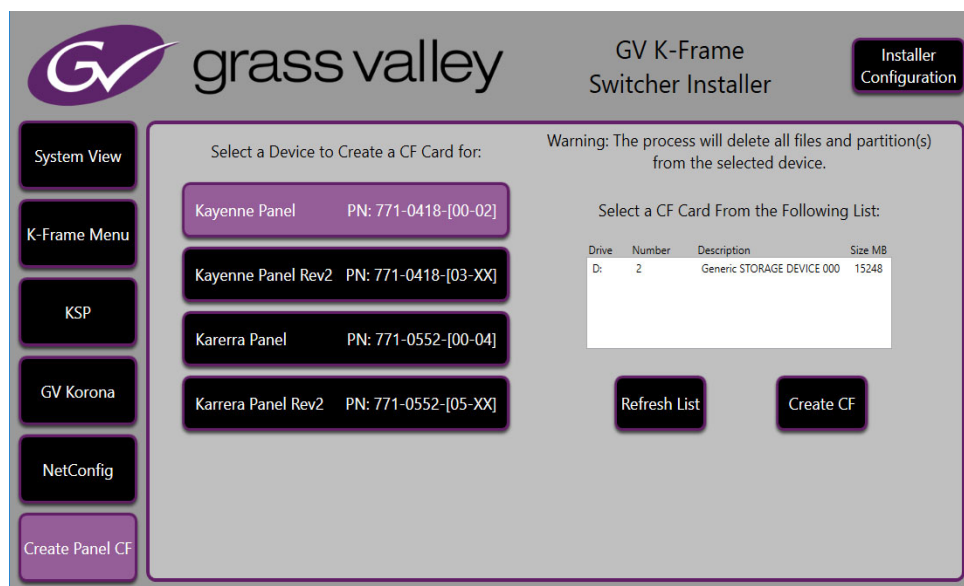 GV grass valley
GV K-Frame
Switcher Installer
Installer
Configuration
System View
K-Frame Menu
KSP
GV Korona
NetConfig
Create Panel CF
Select a Device to Create a CF Card for:
Kayenne Panel PN: 771-0418-[00-02]
Kayenne Panel Rev2 PN: 771-0418-[03-XX]
Karerra Panel PN: 771-0552-[00-04]
Karrera Panel Rev2 PN: 771-0552-[05-XX]
Warning: The process will delete all files and partition(s)
from the selected device.
Select a CF Card From the Following List:
Drive Number Description Size MB
D: 2 Generic STORAGE DEVICE 000 15248
Refresh List
Create CF